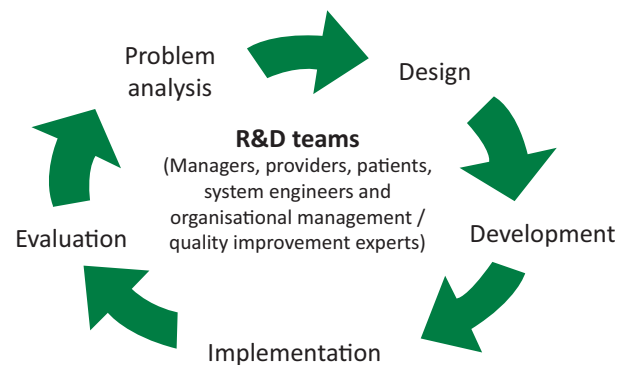 Problem
analysis
Design
R&D teams
(Managers, providers, patients,
system engineers and
organisational management /
quality improvement experts)
Evaluation
Development
Implementation